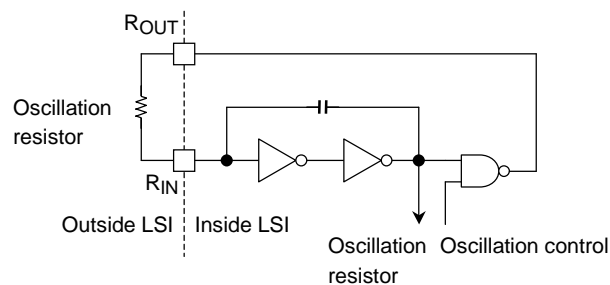 ROUT
Oscillation
resistor
RIN
Outside LSI
Inside LSI
Oscillation
resistor
Oscillation control